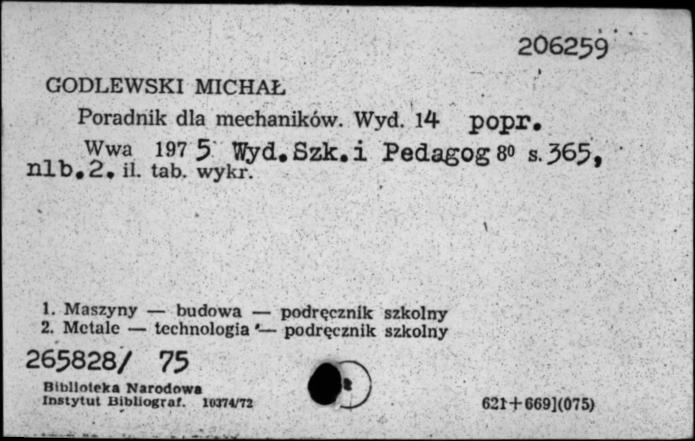 206259
GODLEWSKI MICHAŁ
Poradnik dla mechaników. Wyd. 14 popr.
Wwa 197 5 Wyd.Szk.i Pedagog 8⁰ s. 365,
nlb.2. il. tab. wykr.
1. Maszyny — budowa — podręcznik szkolny
2. Metale — technologia — podręcznik szkolny
265828/ 75
Biblioteka Narodowa
Instytut Bibliograf. 10374/72
621+669](075)